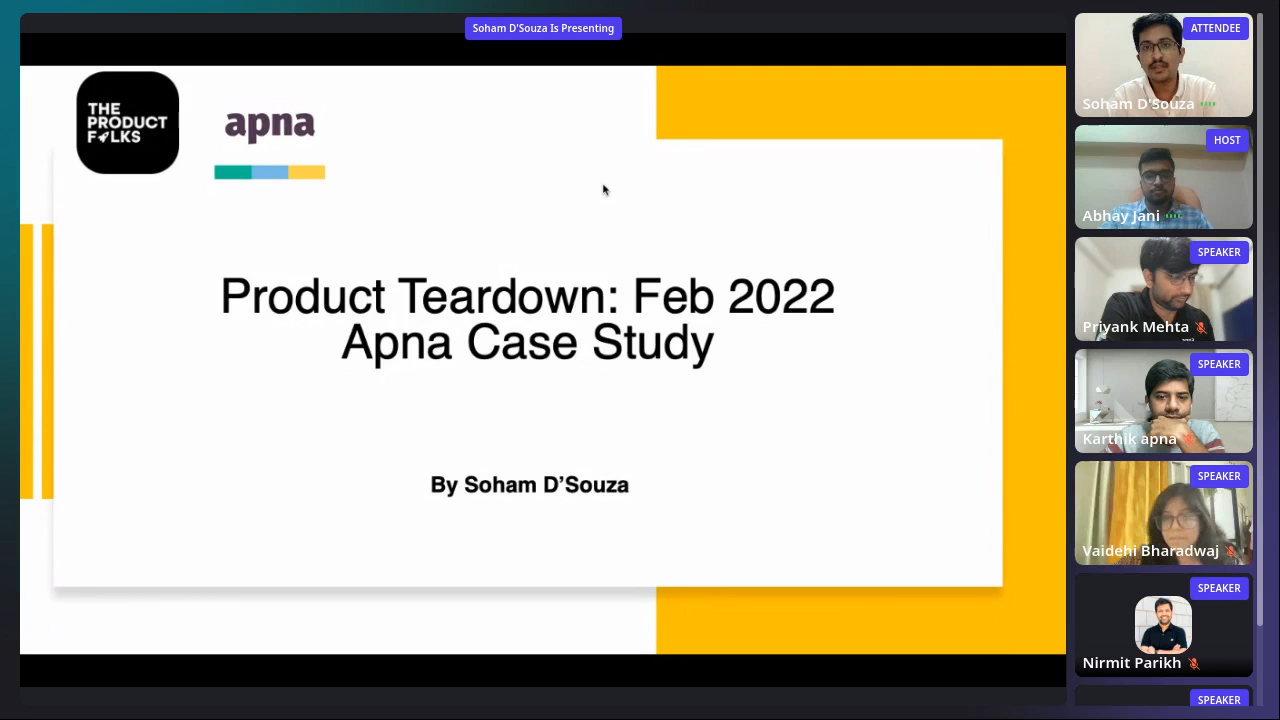 Soham D'Souza Is Presenting
THE
PRODUCT
FOLKS
apna
Product Teardown: Feb 2022
Apna Case Study
By Soham D’Souza
ATTENDEE
Soham D'Souza
HOST
Abhay Jani
SPEAKER
Priyank Mehta
SPEAKER
Karthik apna
SPEAKER
Vaidehi Bharadwaj
SPEAKER
Nirmit Parikh
SPEAKER